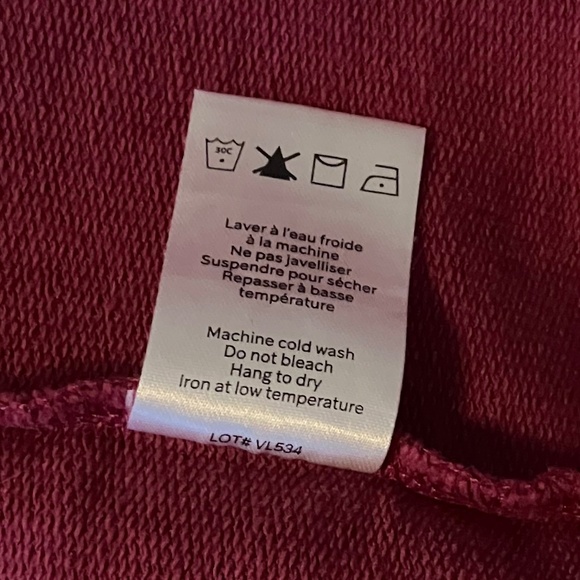 30C
Laver à l'eau froide
à la machine
Ne pas javelliser
Suspendre pour sécher
Repasser à basse
température
Machine cold wash
Do not bleach
Hang to dry
Iron at low temperature
LOT# VL534